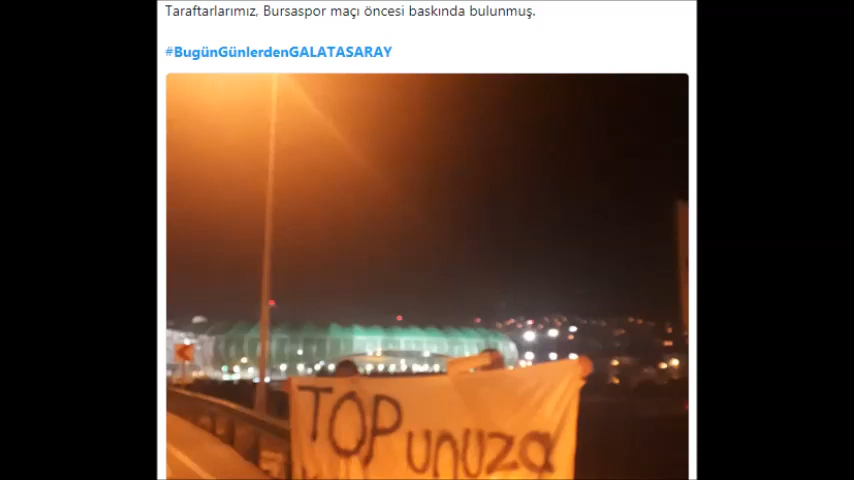 Taraftarlarımız, Bursaspor maçı öncesi baskında bulunmuş.
#BugünGünlerdenGALATASARAY
TOP unuza